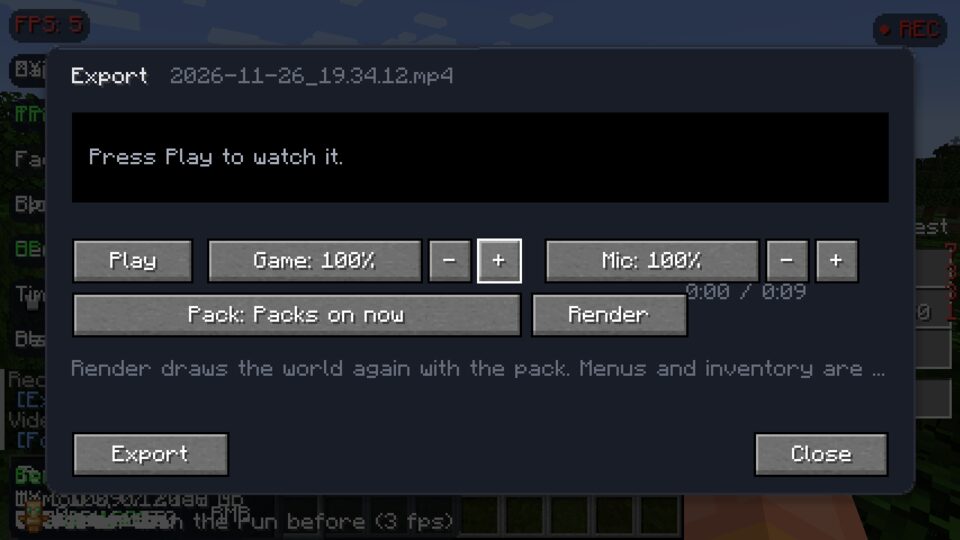 FPS: 5
REC
Export 2026-11-26_19.34.12.mp4
Press Play to watch it.
Play
Game: 100%
-
+
Mic: 100%
-
+
0:00 / 0:09
Pack: Packs on now
Render
Render draws the world again with the pack. Menus and inventory are ...
Export
Close
the run before (3 fps)